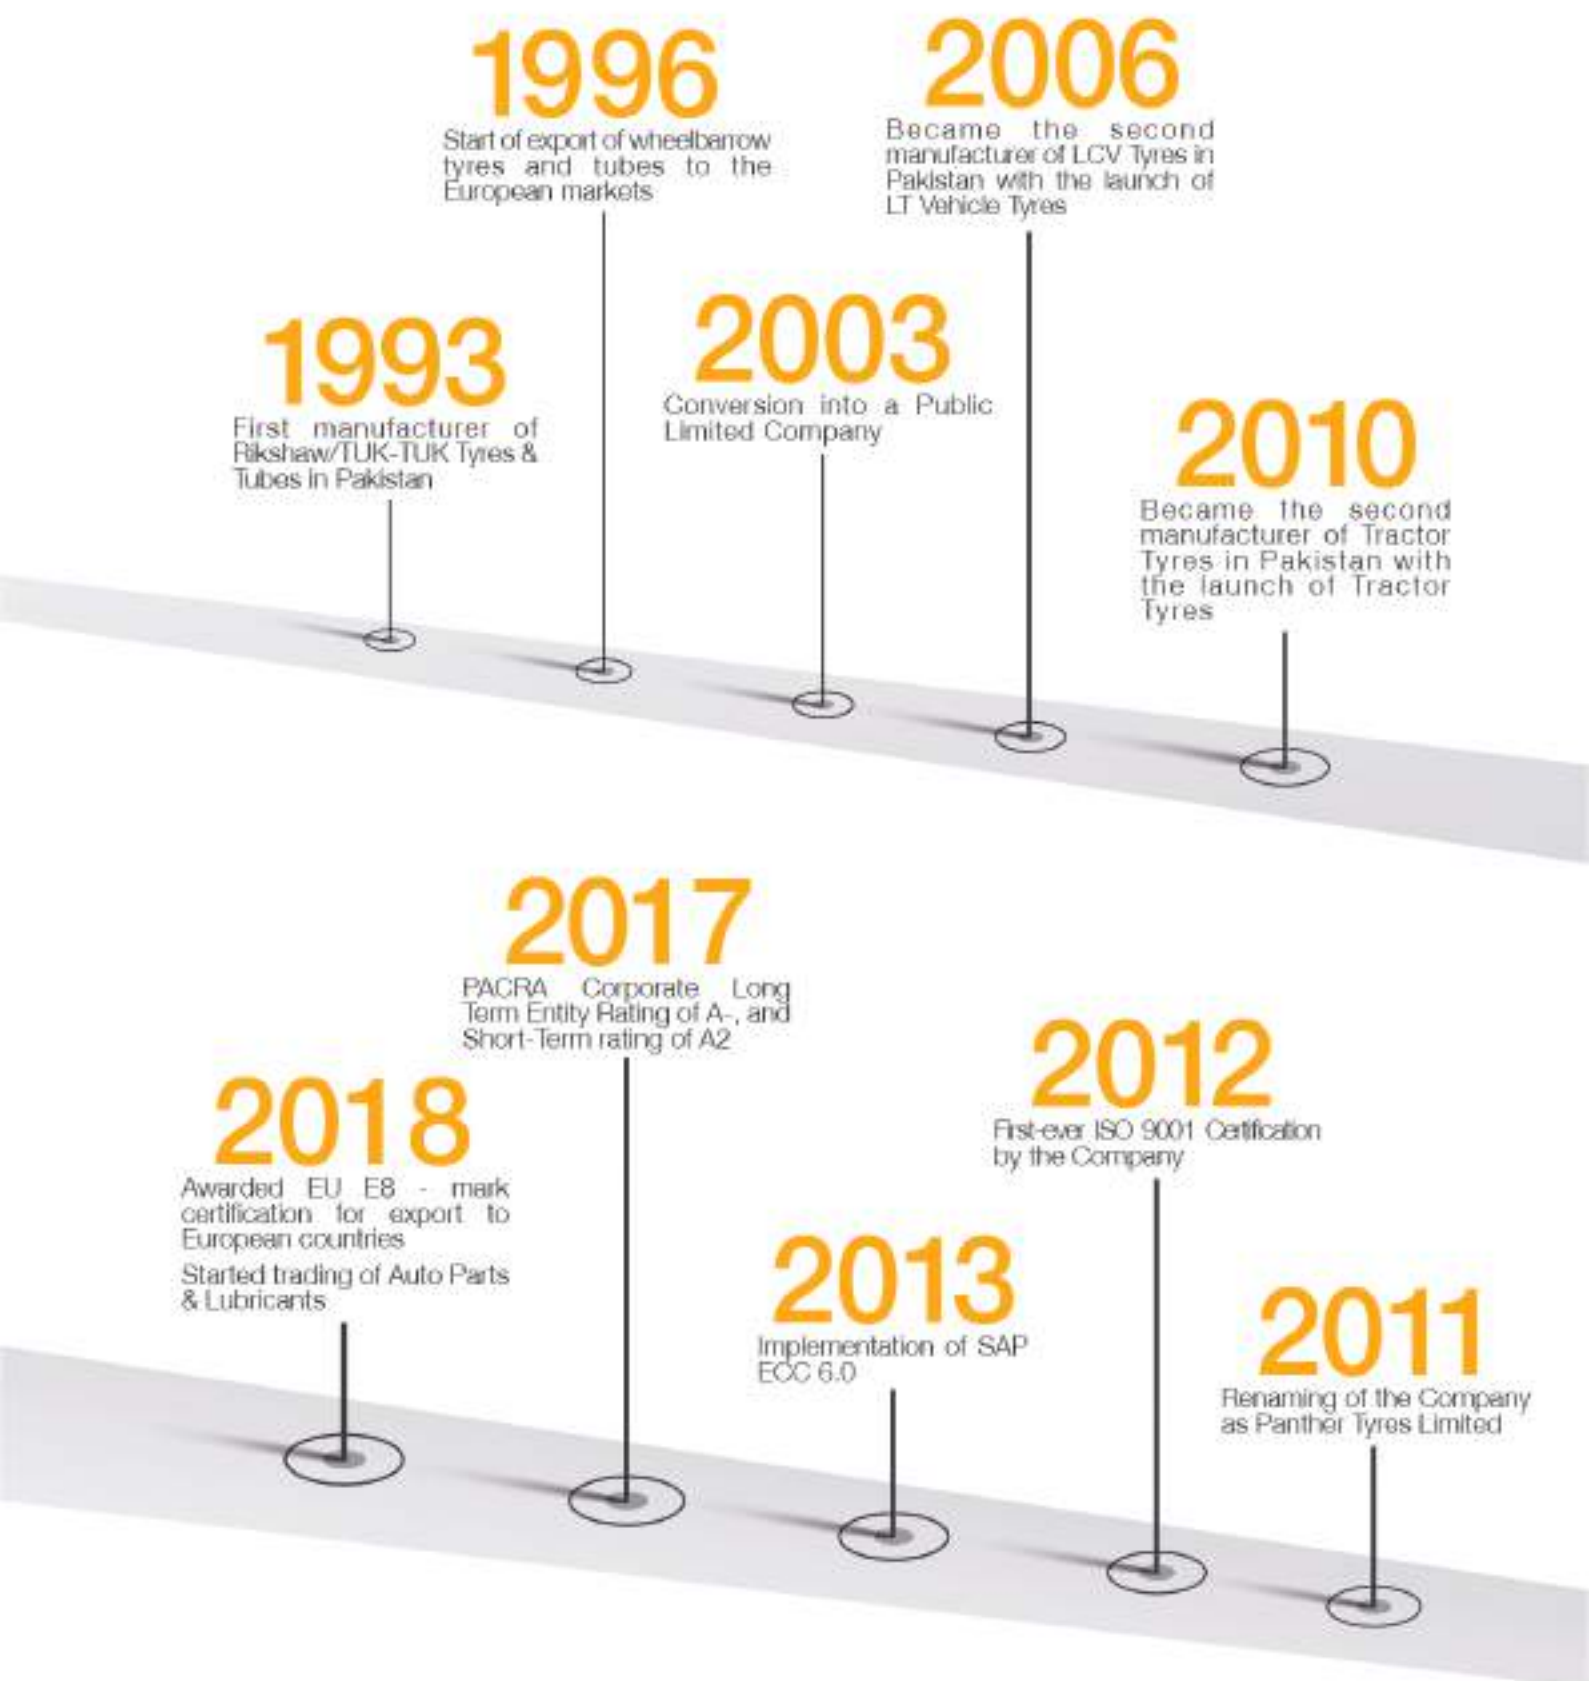 1996
Start of export of wheelbarrow
tyres and tubes to the
European markets
2006
Became the second
manufacturer of LCV Tyres in
Pakistan with the launch of
LT Vehicle Tyres
1993
First manufacturer of
Rikshaw/TUK-TUK Tyres &
Tubes in Pakistan
2003
Conversion into a Public
Limited Company
2010
Became the second
manufacturer of Tractor
Tyres in Pakistan with
the launch of Tractor
Tyres
2017
PACRA Corporate Long
Term Entity Rating of A-, and
Short-Term rating of A2
2012
First-ever ISO 9001 Certification
by the Company
2018
Awarded EU E8 - mark
certification for export to
European countries
Started trading of Auto Parts
& Lubricants
2013
Implementation of SAP
ECC 6.0
2011
Renaming of the Company
as Panther Tyres Limited